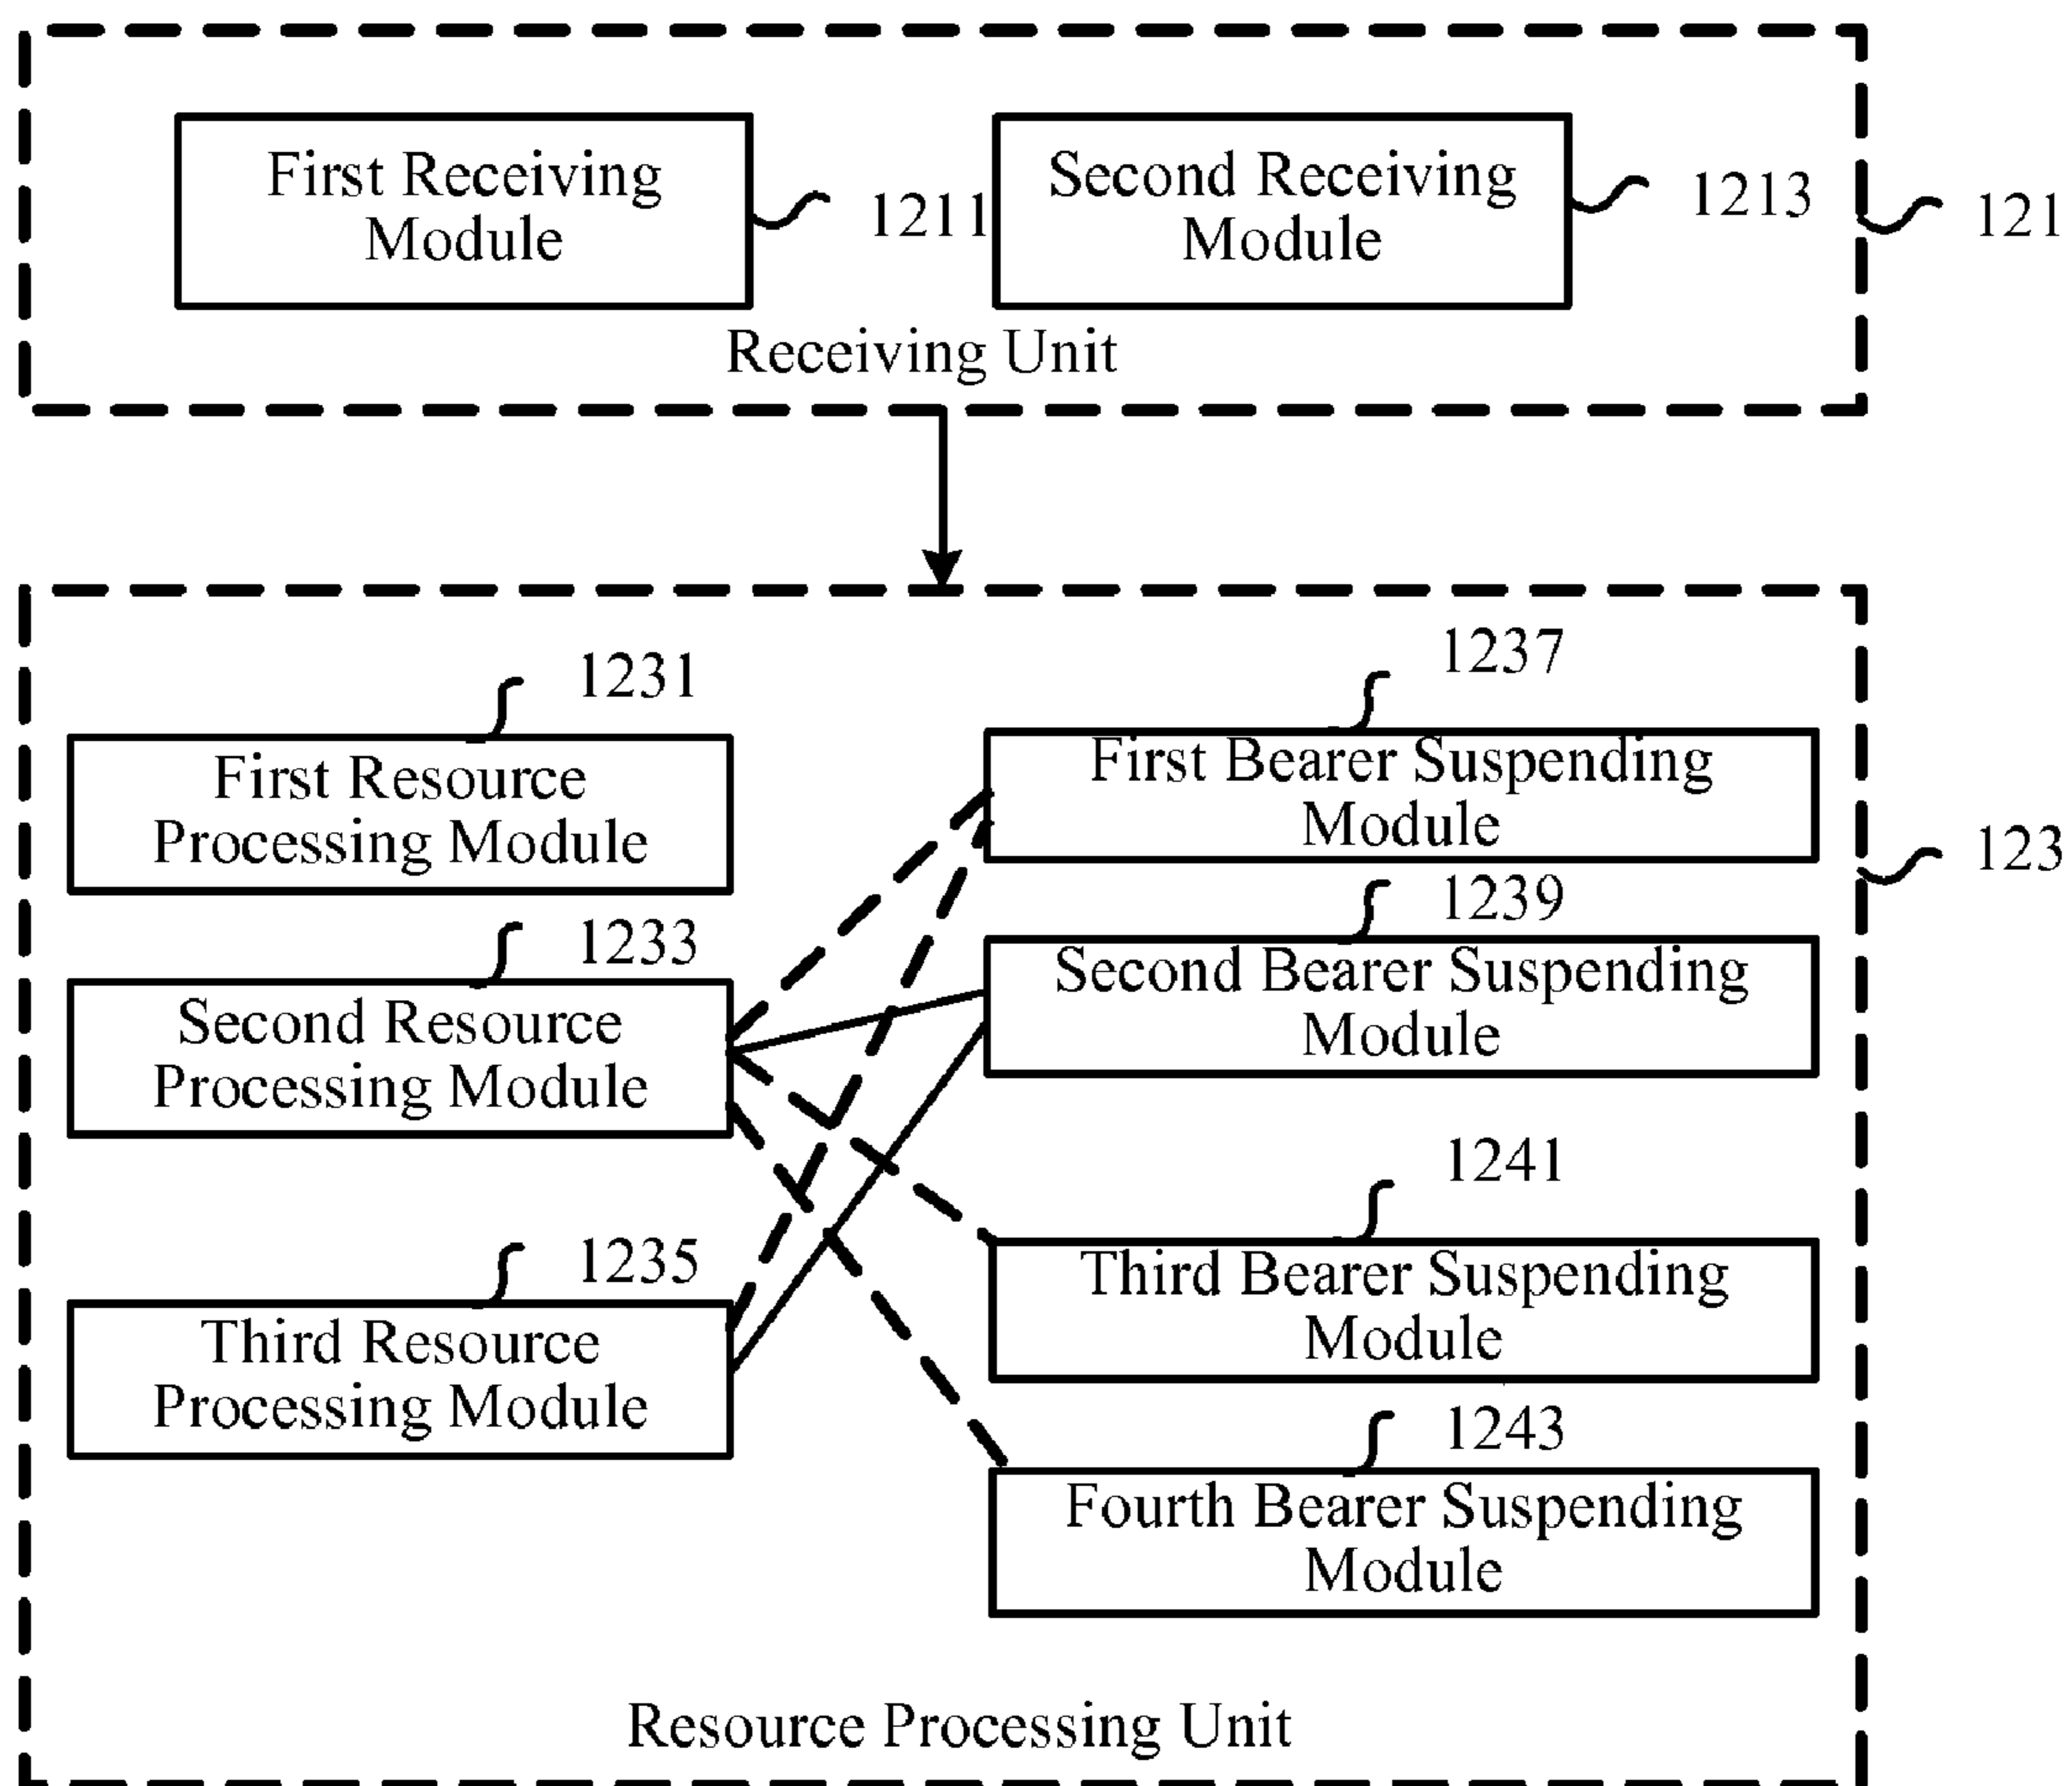 First Receiving
Module
1211
Second Receiving
Module
1213
121
Receiving Unit
1231
First Resource
Processing Module
1237
First Bearer Suspending
Module
123
1233
Second Resource
Processing Module
1239
Second Bearer Suspending
Module
1241
Third Bearer Suspending
Module
1235
Third Resource
Processing Module
1243
Fourth Bearer Suspending
Module
Resource Processing Unit